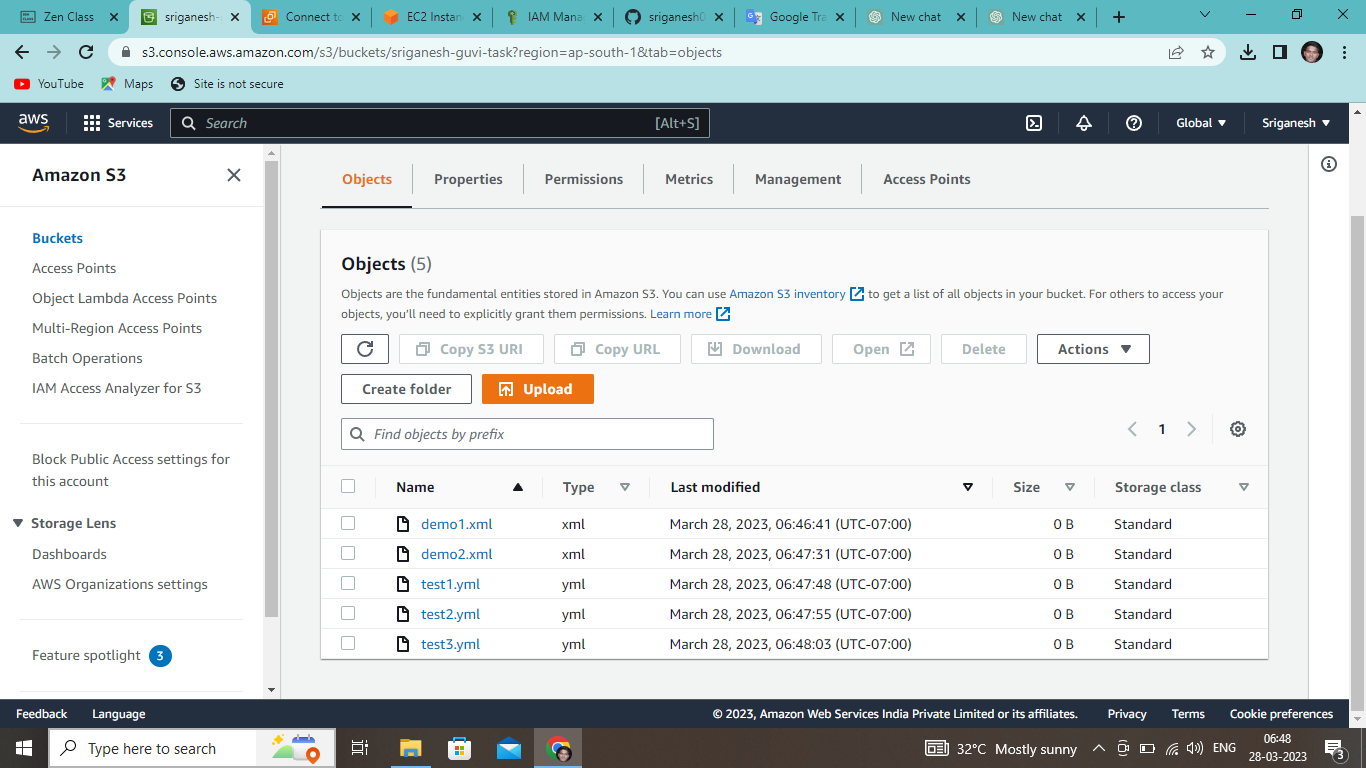 Zen Class
sriganesh-
Connect to
EC2 Instan
IAM Mana
sriganesh0
Google Tra
New chat
New chat
s3.console.aws.amazon.com/s3/buckets/sriganesh-guvi-task?region=ap-south-1&tab=objects
YouTube Maps Site is not secure
aws Services Search [Alt+S] Global Sriganesh
Amazon S3
Buckets
Access Points
Object Lambda Access Points
Multi-Region Access Points
Batch Operations
IAM Access Analyzer for S3
Block Public Access settings for
this account
Storage Lens
Dashboards
AWS Organizations settings
Feature spotlight 3
Objects Properties Permissions Metrics Management Access Points
Objects (5)
Objects are the fundamental entities stored in Amazon S3. You can use Amazon S3 inventory to get a list of all objects in your bucket. For others to access your
objects, you'll need to explicitly grant them permissions. Learn more
Copy S3 URI Copy URL Download Open Delete Actions
Create folder Upload
Find objects by prefix 1
Name Type Last modified Size Storage class
demo1.xml xml March 28, 2023, 06:46:41 (UTC-07:00) 0 B Standard
demo2.xml xml March 28, 2023, 06:47:31 (UTC-07:00) 0 B Standard
test1.yml yml March 28, 2023, 06:47:48 (UTC-07:00) 0 B Standard
test2.yml yml March 28, 2023, 06:47:55 (UTC-07:00) 0 B Standard
test3.yml yml March 28, 2023, 06:48:03 (UTC-07:00) 0 B Standard
Feedback Language © 2023, Amazon Web Services India Private Limited or its affiliates. Privacy Terms Cookie preferences
Type here to search 32°C Mostly sunny ENG 06:48
28-03-2023 3